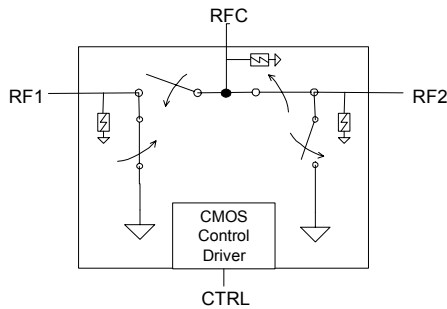 RFC
RF1
RF2
CMOS
Control
Driver
CTRL